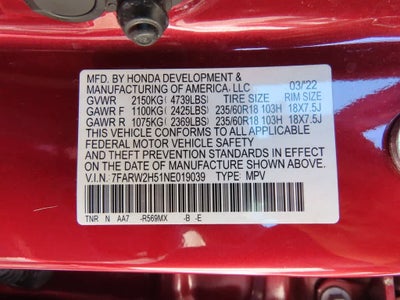 MFD. BY HONDA DEVELOPMENT & 03/'22
MANUFACTURING OF AMERICA, LLC
GVWR 2150KG( 4739LBS) TIRE SIZE RIM SIZE
GAWR F 1100KG( 2425LBS) 235/60R18 103H 18X7.5J
GAWR R 1075KG( 2369LBS) 235/60R18 103H 18X7.5J
THIS VEHICLE CONFORMS TO ALL APPLICABLE
FEDERAL MOTOR VEHICLE SAFETY
AND THEFT PREVENTION STANDARDS IN EFFECT
ON THE DATE OF MANUFACTURE SHOWN ABOVE.
V.I.N. 7FARW2H51NE019039 TYPE: MPV
TNR N AA7 -R569MX -B -E